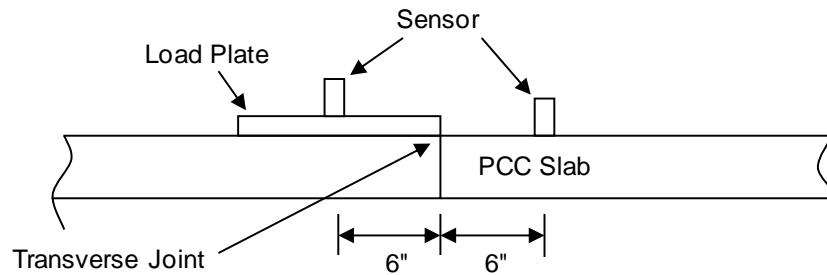 Sensor
Load Plate
PCC Slab
Transverse Joint
6"
6"